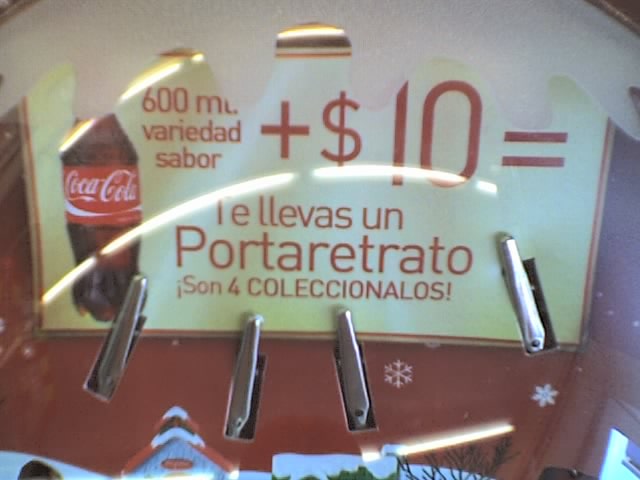 600 mL.
variedad
sabor
+ $10 =
Coca-Cola
Te llevas un
Portaretrato
¡Son 4 COLECCIONALOS!